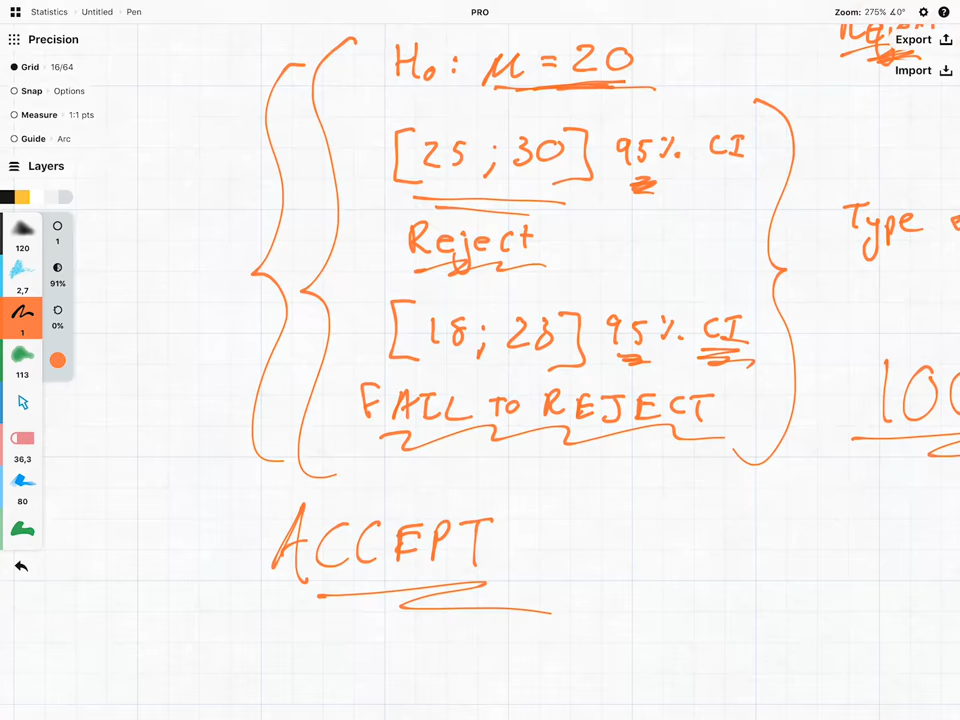 Statistics › Untitled › Pen
PRO
Zoom: 275% ∡0°
Precision
Grid 16/64
Snap Options
Measure 1:1 pts
Guide Arc
Layers
Export
Import
1
91%
0%
120
2,7
1
113
36,3
80
H₀ : μ = 20
[25 ; 30] 95% CI
Reject
[18 ; 28] 95% CI
FAIL TO REJECT
ACCEPT
Type
100